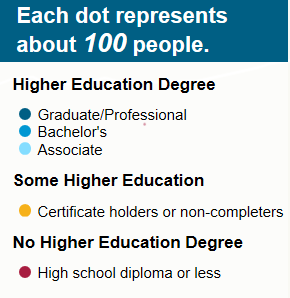 Each dot represents
about 100 people.
Higher Education Degree
Graduate/Professional
Bachelor's
Associate
Some Higher Education
Certificate holders or non-completers
No Higher Education Degree
High school diploma or less